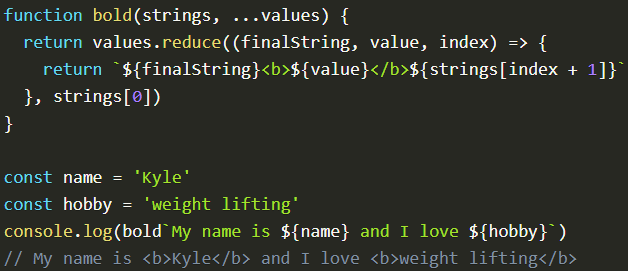 function bold(strings, ...values) {
  return values.reduce((finalString, value, index) => {
    return `${finalString}<b>${value}</b>${strings[index + 1]}`
  }, strings[0])
}

const name = 'Kyle'
const hobby = 'weight lifting'
console.log(bold`My name is ${name} and I love ${hobby}`)
// My name is <b>Kyle</b> and I love <b>weight lifting</b>